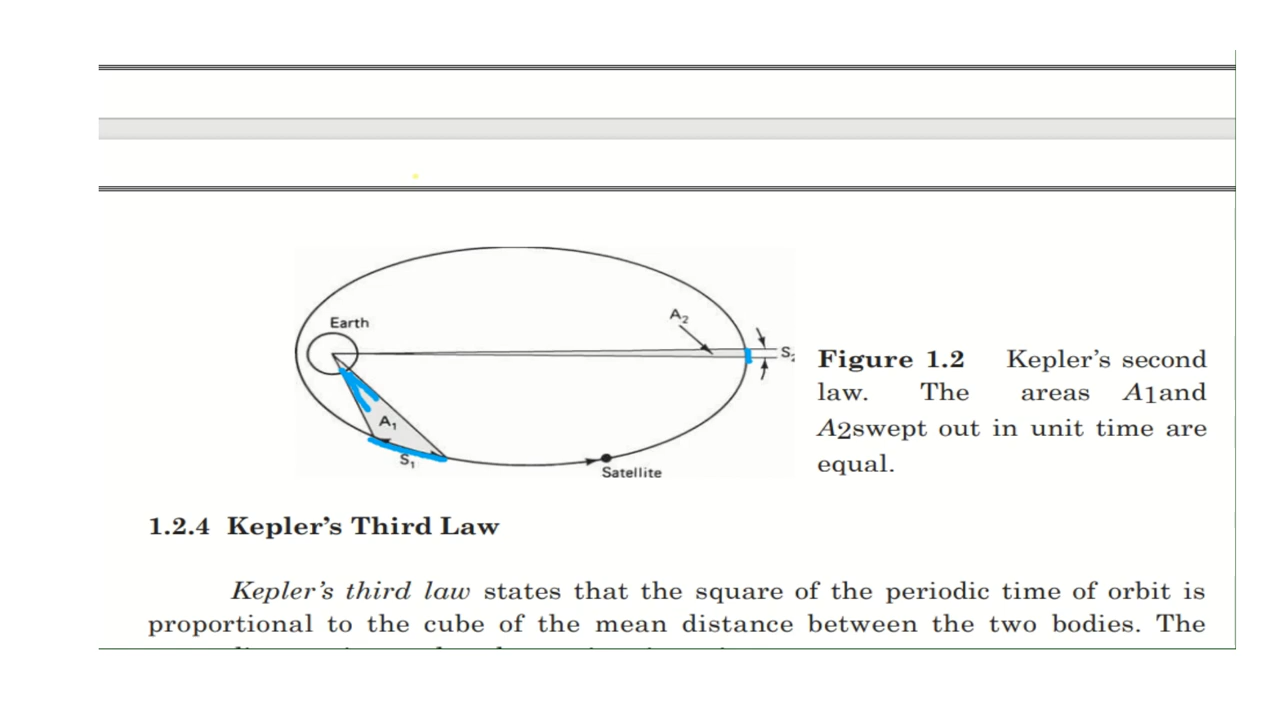 Earth
A2
S2
A1
S1
Satellite
Figure 1.2 Kepler's second
law. The areas A1and
A2swept out in unit time are
equal.
1.2.4 Kepler's Third Law
Kepler's third law states that the square of the periodic time of orbit is
proportional to the cube of the mean distance between the two bodies. The